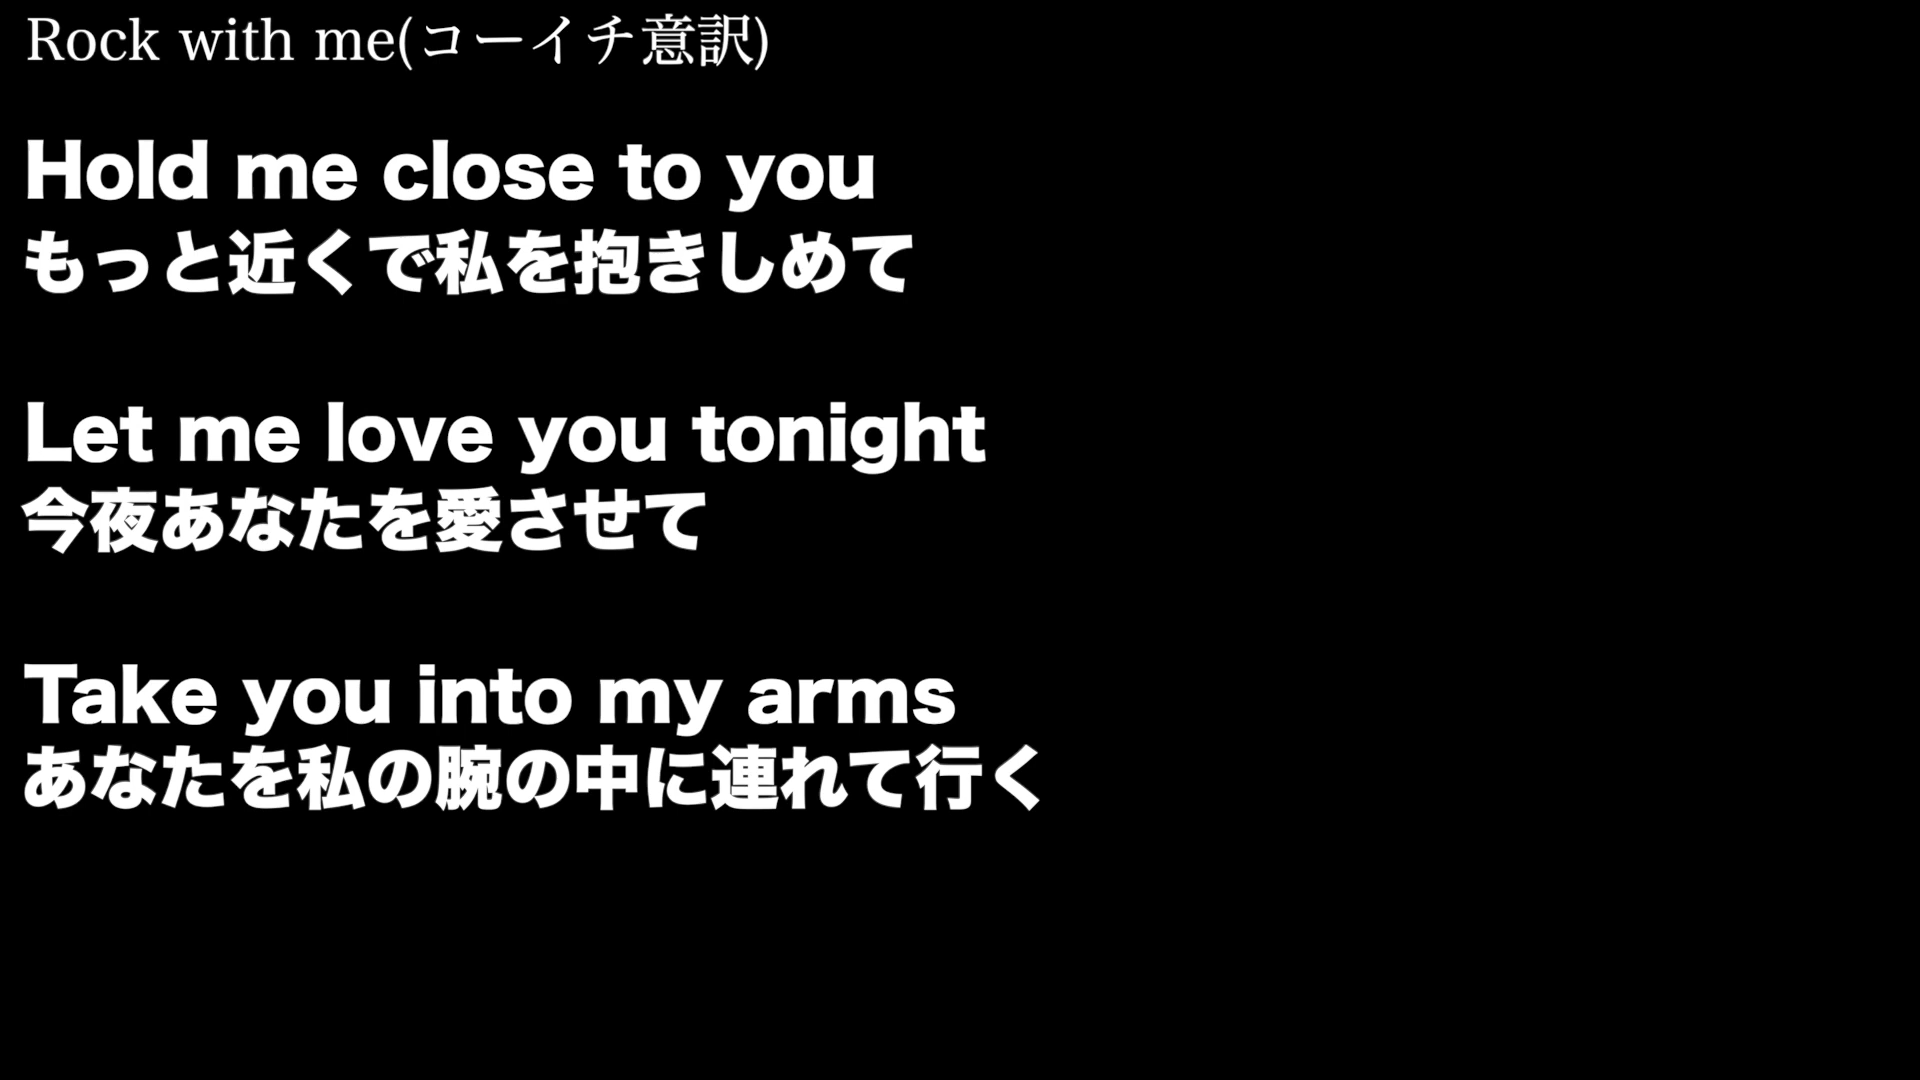 Rock with me(コーイチ意訳)
Hold me close to you
もっと近くで私を抱きしめて
Let me love you tonight
今夜あなたを愛させて
Take you into my arms
あなたを私の腕の中に連れて行く